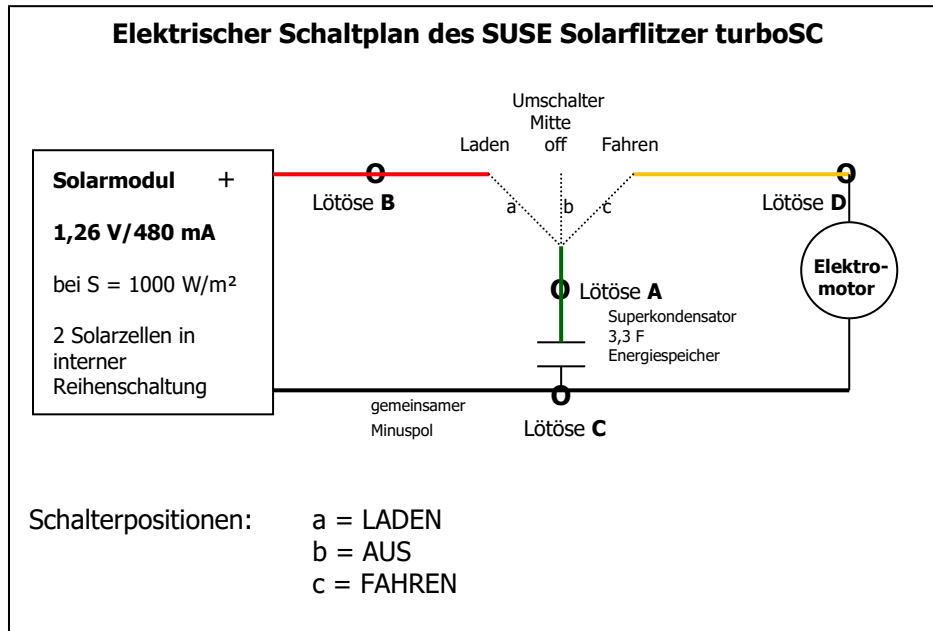 Elektrischer Schaltplan des SUSE Solarflitzer turboSC
Umschalter
Mitte
Laden off Fahren
Solarmodul +
1,26 V/480 mA
bei S = 1000 W/m²
2 Solarzellen in
interner
Reihenschaltung
Lötöse B
a b c
Lötöse D
Elektro-
motor
Lötöse A
Superkondensator
3,3 F
Energiespeicher
gemeinsamer
Minuspol
Lötöse C
Schalterpositionen: a = LADEN
b = AUS
c = FAHREN